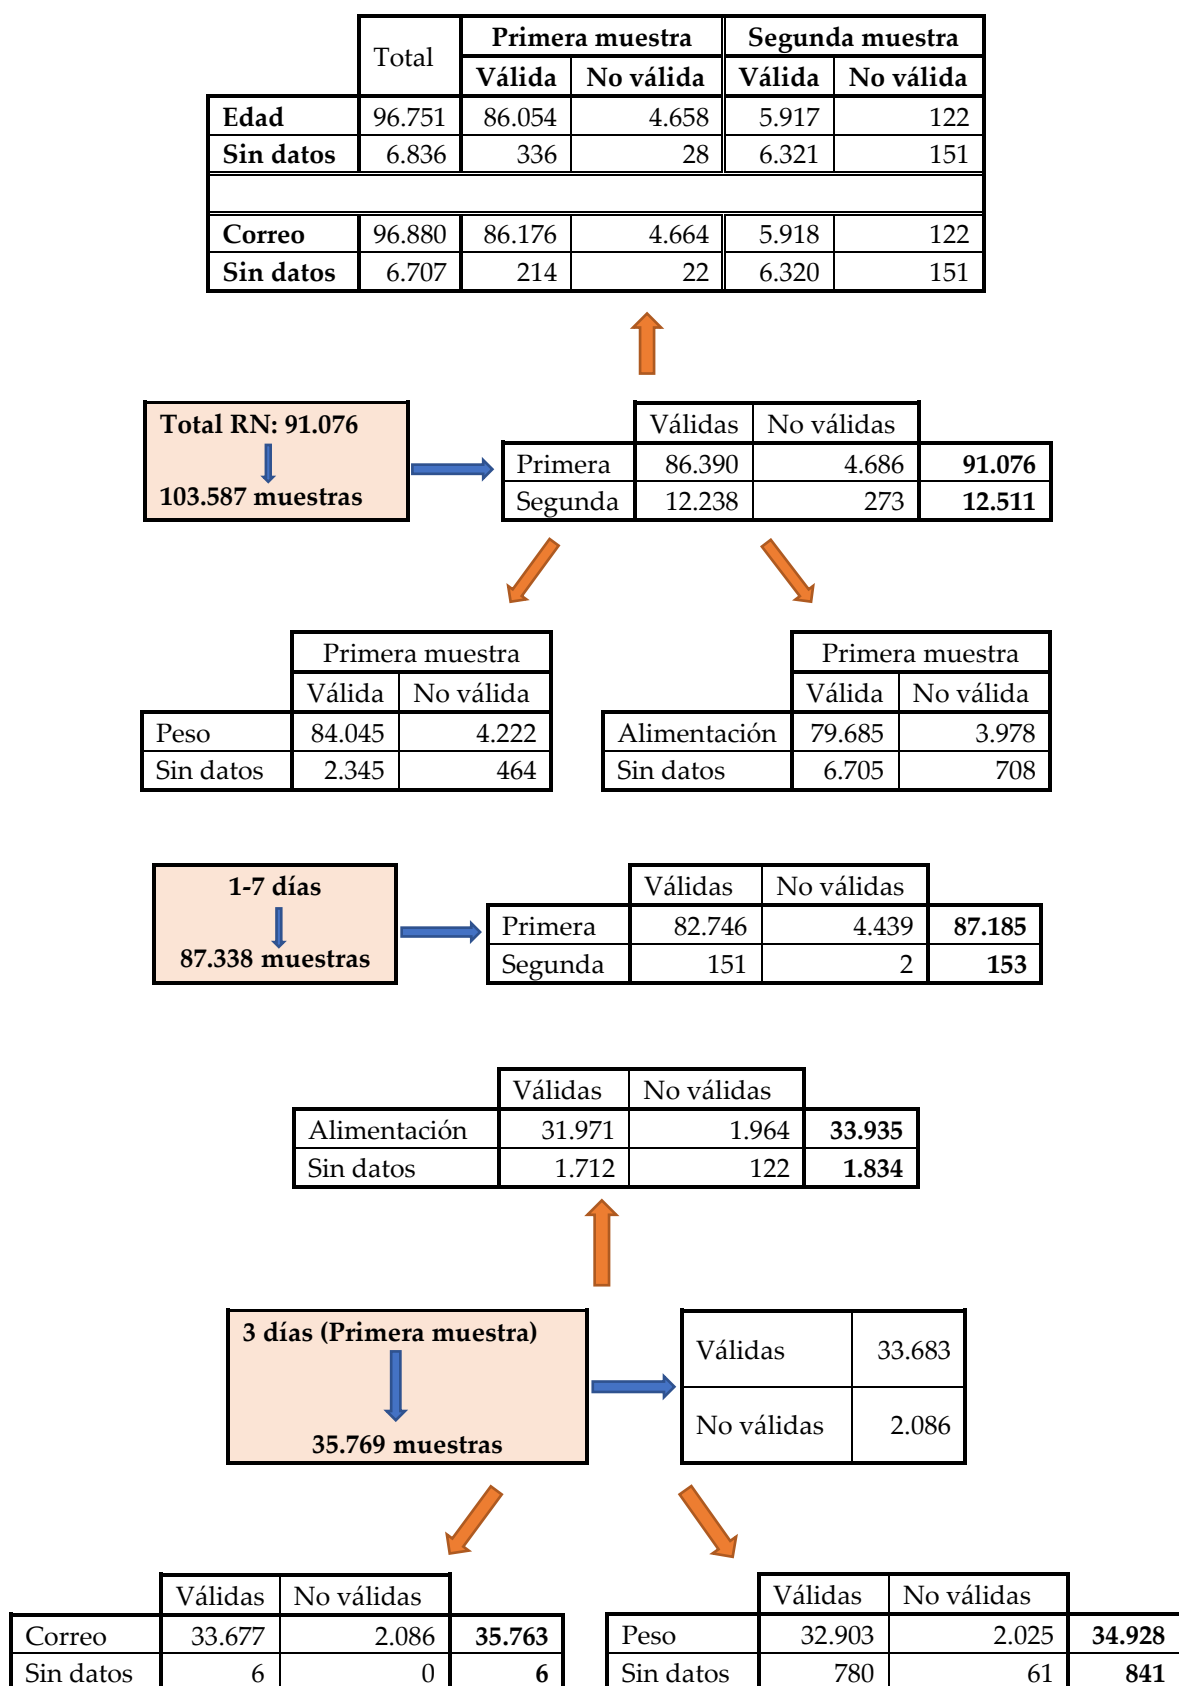 Total Primera muestra Segunda muestra
Válida No válida Válida No válida
Edad 96.751 86.054 4.658 5.917 122
Sin datos 6.836 336 28 6.321 151
Correo 96.880 86.176 4.664 5.918 122
Sin datos 6.707 214 22 6.320 151
Total RN: 91.076
103.587 muestras
Válidas No válidas
Primera 86.390 4.686 91.076
Segunda 12.238 273 12.511
Primera muestra
Válida No válida
Peso 84.045 4.222
Sin datos 2.345 464
Primera muestra
Válida No válida
Alimentación 79.685 3.978
Sin datos 6.705 708
1-7 días
87.338 muestras
Válidas No válidas
Primera 82.746 4.439 87.185
Segunda 151 2 153
Válidas No válidas
Alimentación 31.971 1.964 33.935
Sin datos 1.712 122 1.834
3 días (Primera muestra)
35.769 muestras
Válidas 33.683
No válidas 2.086
Válidas No válidas
Correo 33.677 2.086 35.763
Sin datos 6 0 6
Válidas No válidas
Peso 32.903 2.025 34.928
Sin datos 780 61 841